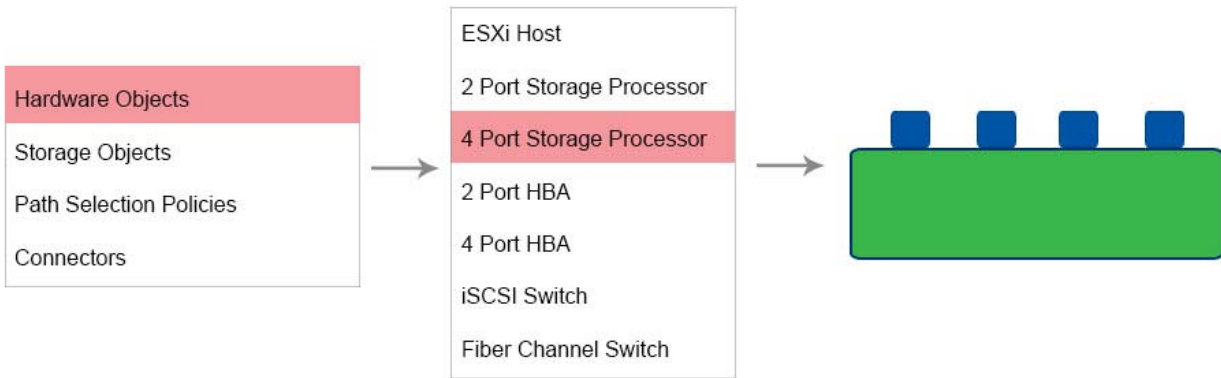 Hardware Objects
Storage Objects
Path Selection Policies
Connectors
ESXi Host
2 Port Storage Processor
4 Port Storage Processor
2 Port HBA
4 Port HBA
iSCSI Switch
Fiber Channel Switch